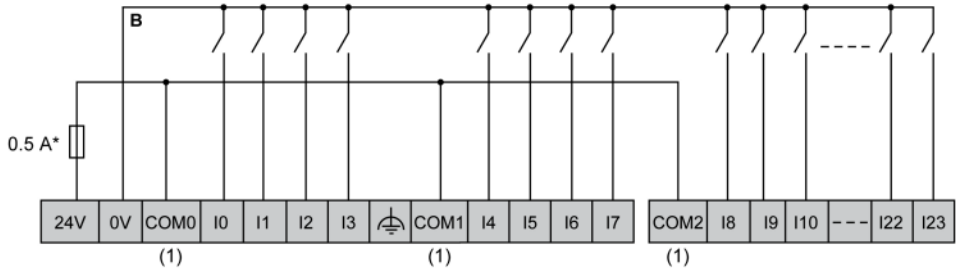 B
0.5 A*
24V 0V COM0 I0 I1 I2 I3 COM1 I4 I5 I6 I7 COM2 I8 I9 I10 I22 I23
(1) (1) (1)